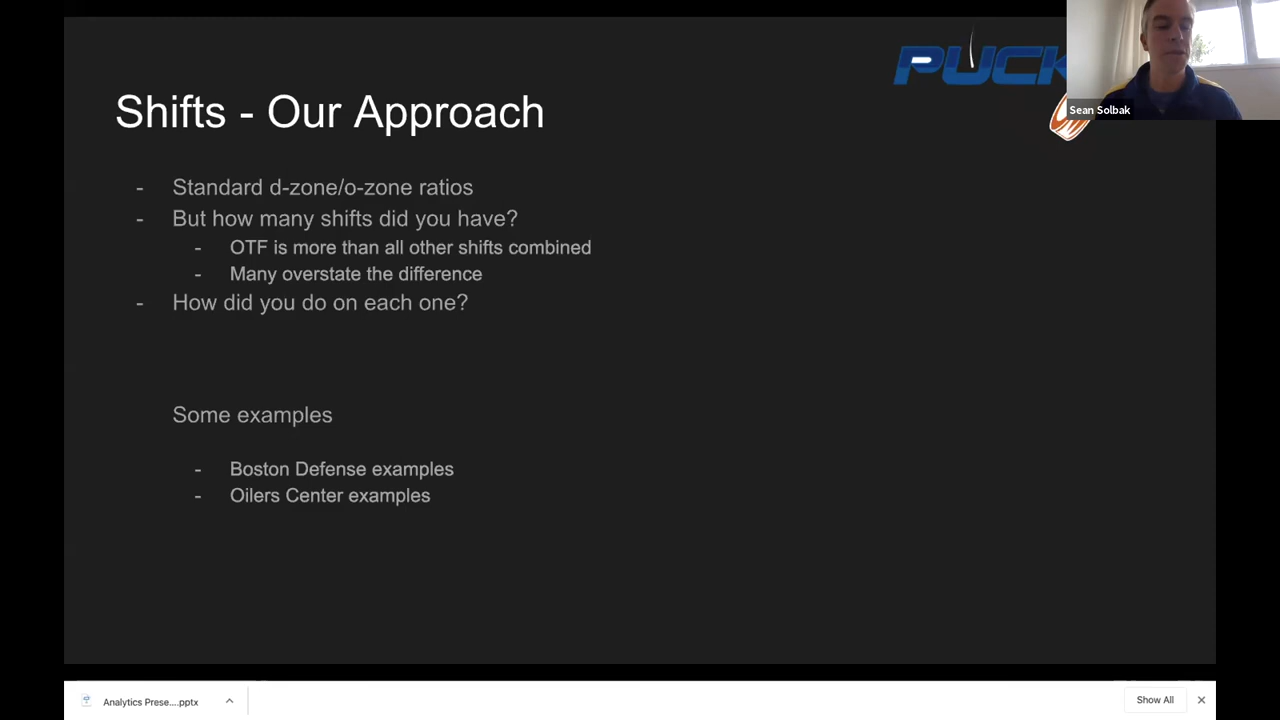 PUCK
Sean Solbak
Shifts - Our Approach
- Standard d-zone/o-zone ratios
- But how many shifts did you have?
- OTF is more than all other shifts combined
- Many overstate the difference
- How did you do on each one?
Some examples
- Boston Defense examples
- Oilers Center examples
Analytics Prese....pptx
Show All